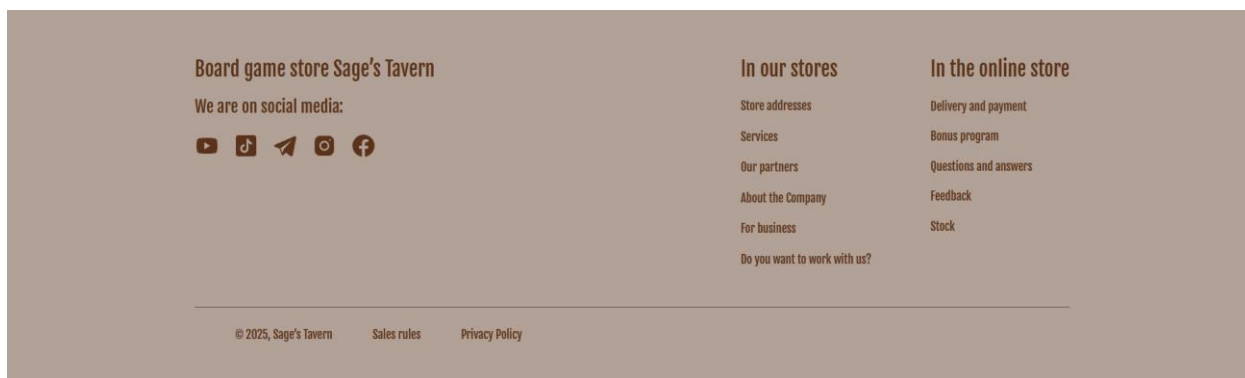 Board game store Sage's Tavern
We are on social media:
In our stores
Store addresses
Services
Our partners
About the Company
For business
Do you want to work with us?
In the online store
Delivery and payment
Bonus program
Questions and answers
Feedback
Stock
© 2025, Sage's Tavern
Sales rules
Privacy Policy